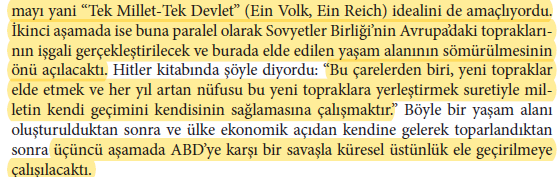 mayı yani “Tek Millet-Tek Devlet” (Ein Volk, Ein Reich) idealini de amaçlıyordu.
İkinci aşamada ise buna paralel olarak Sovyetler Birliği’nin Avrupa’daki toprakları-
nın işgali gerçekleştirilecek ve burada elde edilen yaşam alanının sömürülmesinin
önü açılacaktı. Hitler kitabında şöyle diyordu: “Bu çarelerden biri, yeni topraklar
elde etmek ve her yıl artan nüfusu bu yeni topraklara yerleştirmek suretiyle mil-
letin kendi geçimini kendisinin sağlamasına çalışmaktır.” Böyle bir yaşam alanı
oluşturulduktan sonra ve ülke ekonomik açıdan kendine gelerek toparlandıktan
sonra üçüncü aşamada ABD’ye karşı bir savaşla küresel üstünlük ele geçirilmeye
çalışılacaktı.